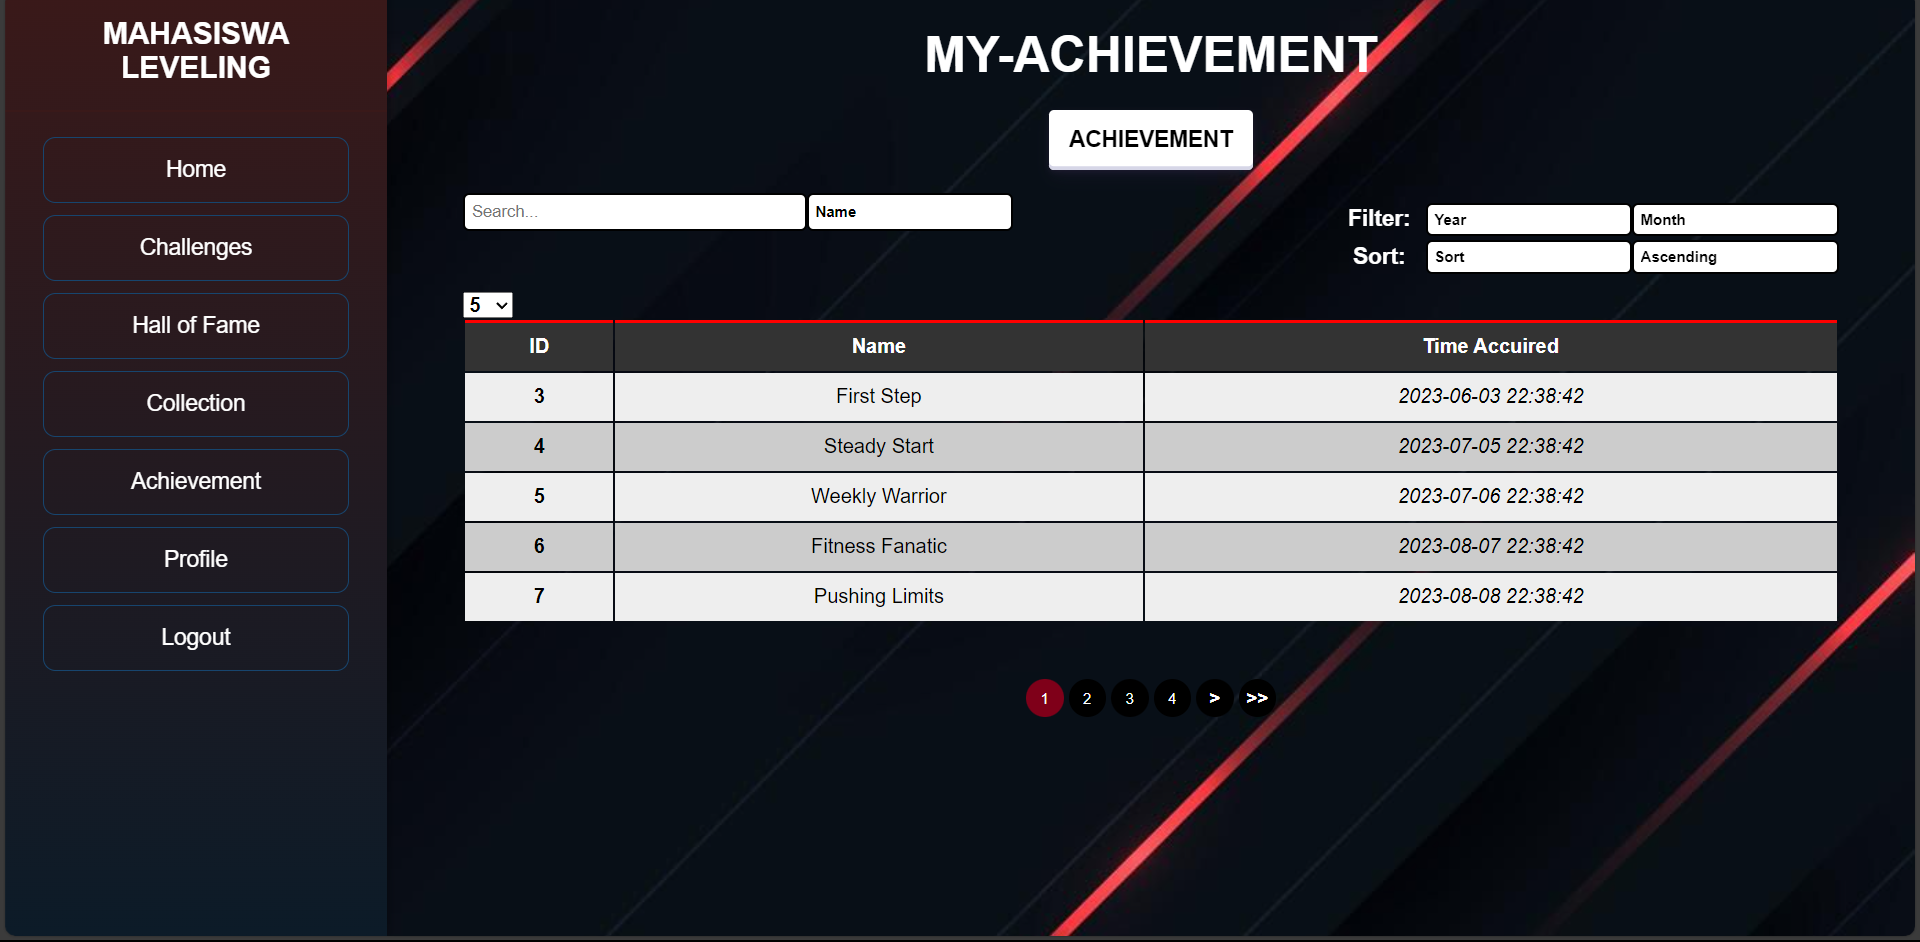 MAHASISWA
LEVELING
Home
Challenges
Hall of Fame
Collection
Achievement
Profile
Logout
MY-ACHIEVEMENT
ACHIEVEMENT
Search... Name
Filter: Year Month
Sort: Sort Ascending
5
ID Name Time Accuired
3 First Step 2023-06-03 22:38:42
4 Steady Start 2023-07-05 22:38:42
5 Weekly Warrior 2023-07-06 22:38:42
6 Fitness Fanatic 2023-08-07 22:38:42
7 Pushing Limits 2023-08-08 22:38:42
1 2 3 4 > >>